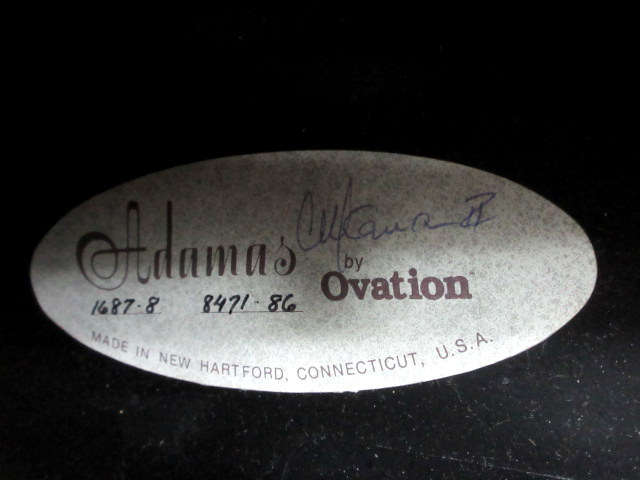 Adamas
by
Ovation
1687-8 8471-86
MADE IN NEW HARTFORD, CONNECTICUT, U.S.A.